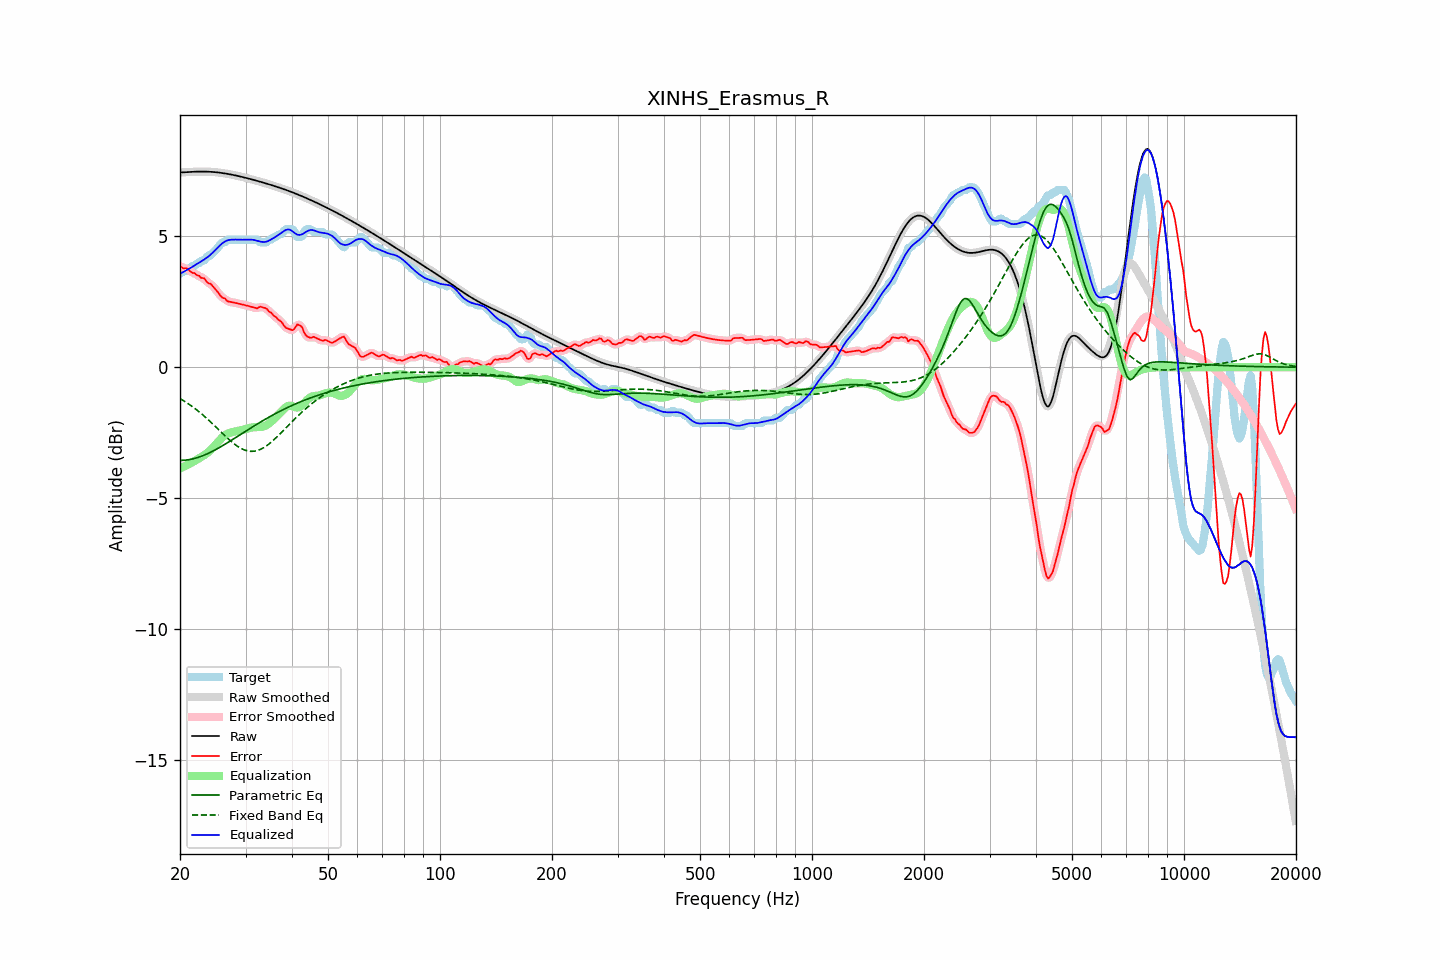 XINHS_Erasmus_R
Amplitude (dBr)
5
0
−5
−10
−15
Target
Raw Smoothed
Error Smoothed
Raw
Error
Equalization
Parametric Eq
Fixed Band Eq
Equalized
20 50 100 200 500 1000 2000 5000 10000 20000
Frequency (Hz)